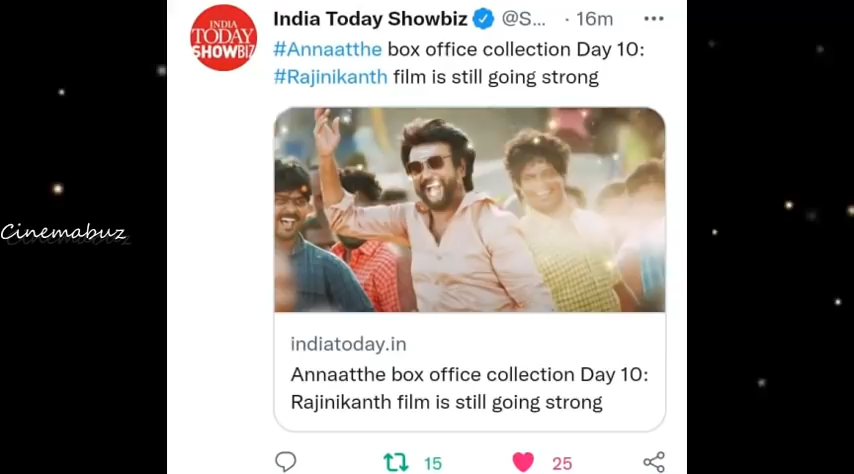 INDIA
TODAY
SHOWBIZ
India Today Showbiz @S... · 16m
#Annaatthe box office collection Day 10:
#Rajinikanth film is still going strong
Cinemabuz
indiatoday.in
Annaatthe box office collection Day 10:
Rajinikanth film is still going strong
15
25